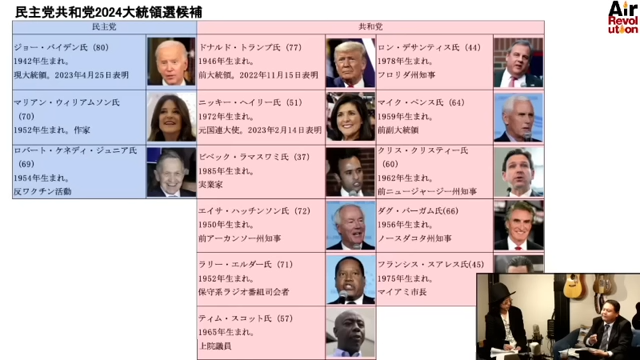 民主党共和党2024大統領選候補
Air
Revol
ution
民主党
共和党
ジョー・バイデン氏（80）
1942年生まれ。
現大統領。2023年4月25日表明
ドナルド・トランプ氏（77）
1946年生まれ。
前大統領。2022年11月15日表明
ロン・デサンティス氏（44）
1978年生まれ。
フロリダ州知事
マリアン・ウィリアムソン氏
（70）
1952年生まれ。作家
ニッキー・ヘイリー氏（51）
1972年生まれ。
元国連大使。2023年2月14日表明
マイク・ペンス氏（64）
1959年生まれ。
前副大統領
ロバート・ケネディ・ジュニア氏
（69）
1954年生まれ。
反ワクチン活動
ビベック・ラマスワミ氏（37）
1985年生まれ。
実業家
クリス・クリスティー氏
（60）
1962年生まれ。
前ニュージャージー州知事
エイサ・ハッチンソン氏（72）
1950年生まれ。
前アーカンソー州知事
ダグ・バーガム氏(66)
1956年生まれ。
ノースダコタ州知事
ラリー・エルダー氏（71）
1952年生まれ。
保守系ラジオ番組司会者
フランシス・スアレス氏(45)
1975年生まれ。
マイアミ市長
ティム・スコット氏（57）
1965年生まれ。
上院議員